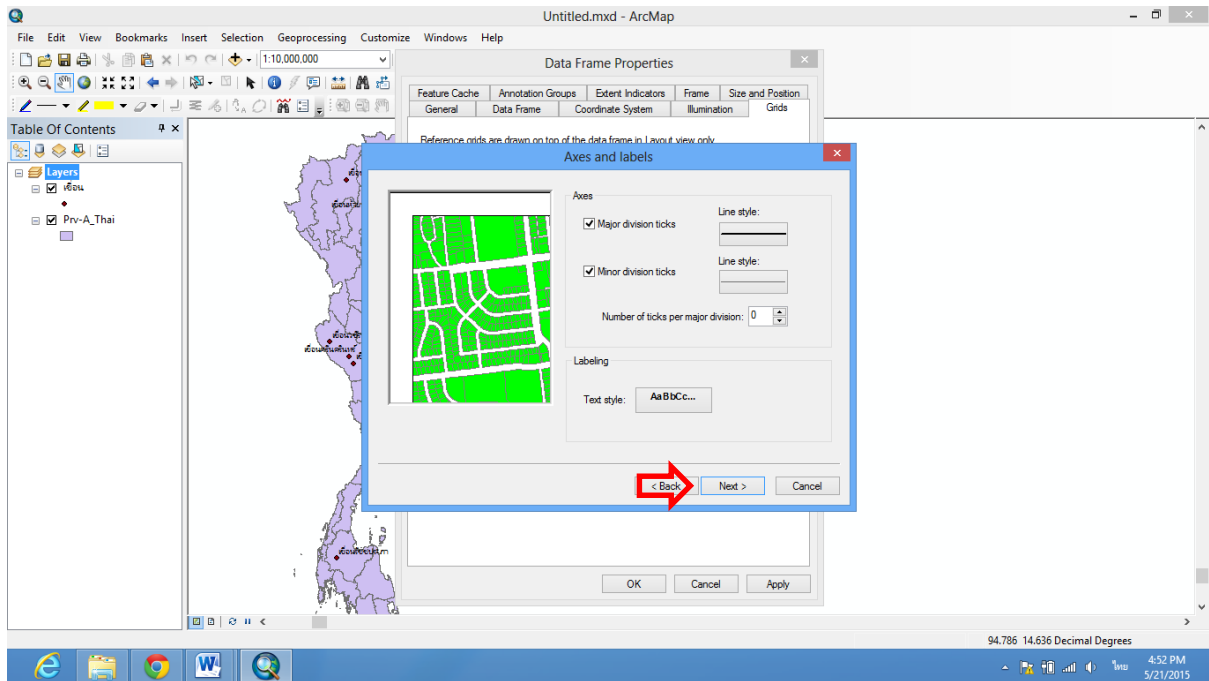 Untitled.mxd - ArcMap
File Edit View Bookmarks Insert Selection Geoprocessing Customize Windows Help
1:10,000,000
Data Frame Properties
Feature Cache Annotation Groups Extent Indicators Frame Size and Position
General Data Frame Coordinate System Illumination Grids
Table Of Contents
Reference grids are drawn on top of the data frame in Layout view only
Axes and labels
Layers
เขื่อน
Prv-A_Thai
Axes
Major division ticks
Line style:
Minor division ticks
Line style:
Number of ticks per major division: 0
Labeling
Text style: AaBbCc...
< Back Next > Cancel
OK Cancel Apply
94.786 14.636 Decimal Degrees
W
ไทย
4:52 PM
5/21/2015